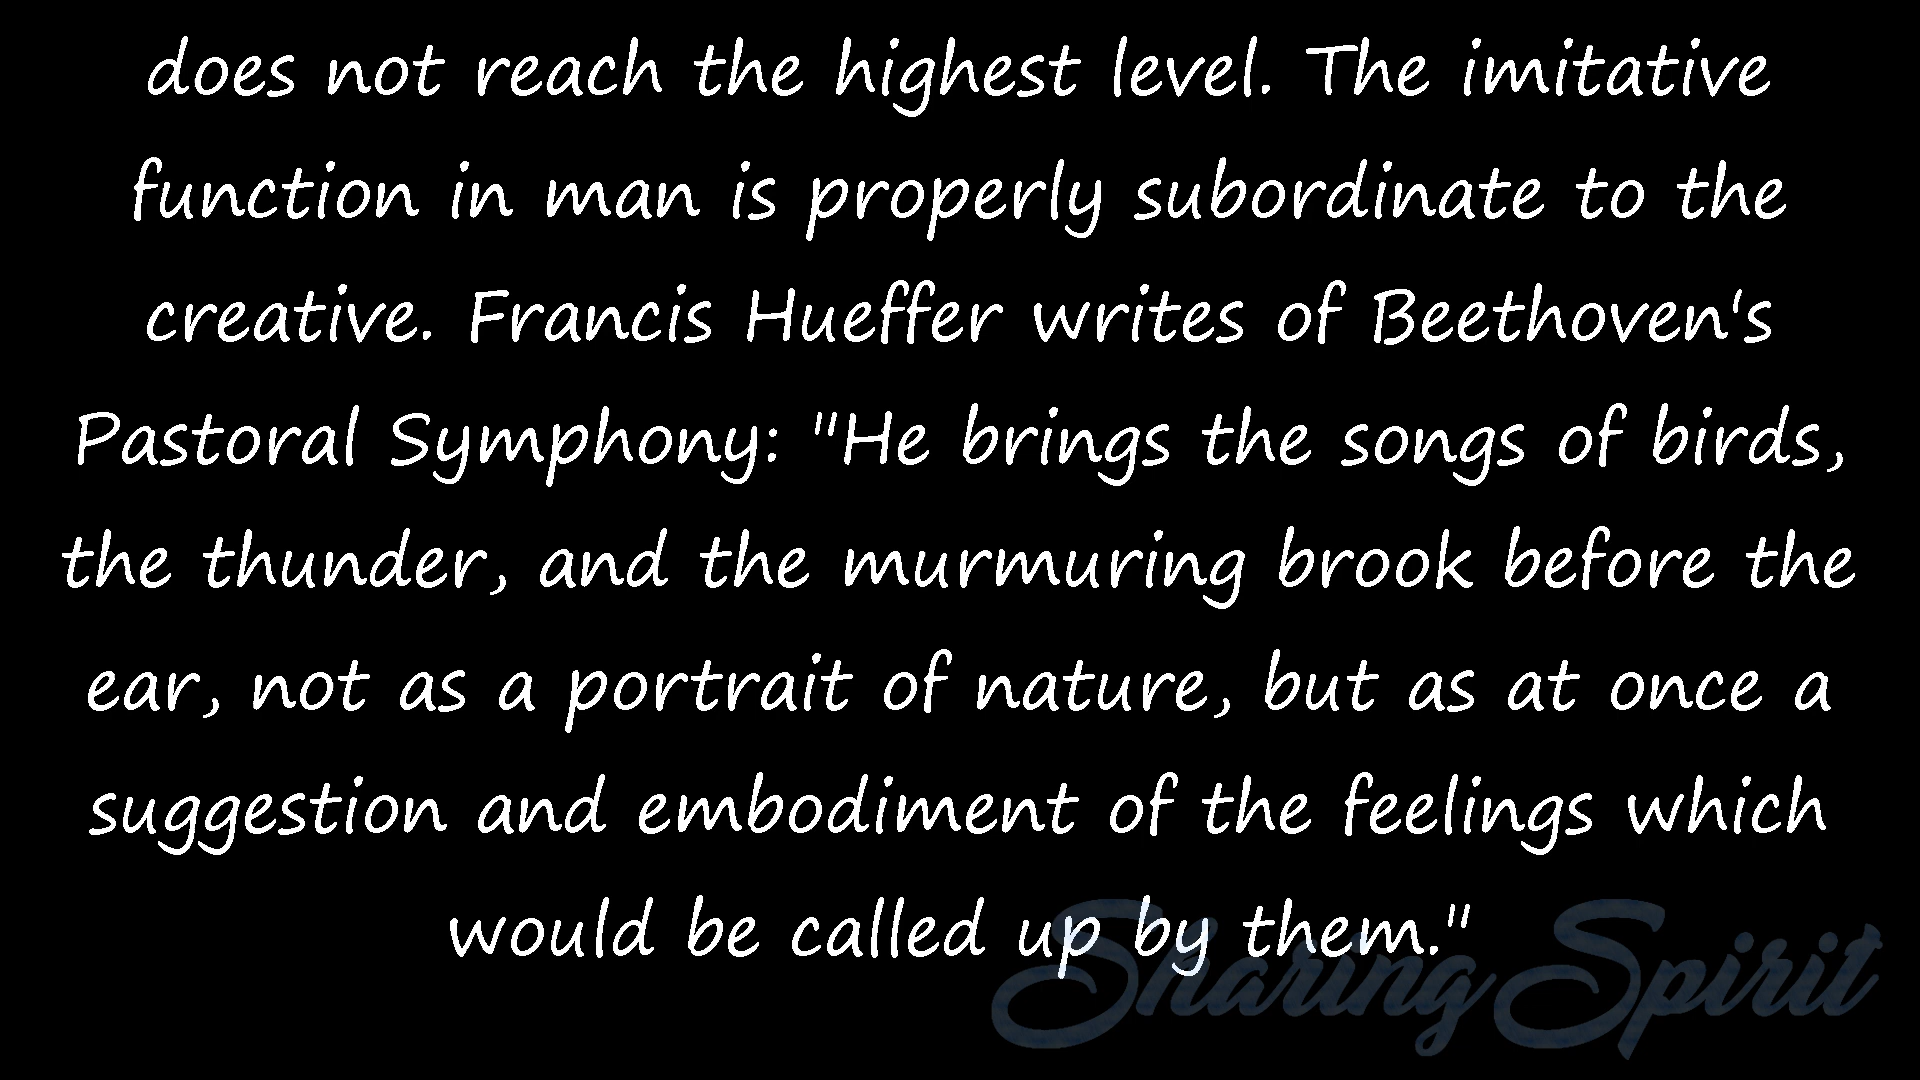 does not reach the highest level. The imitative
function in man is properly subordinate to the
creative. Francis Hueffer writes of Beethoven's
Pastoral Symphony: "He brings the songs of birds,
the thunder, and the murmuring brook before the
ear, not as a portrait of nature, but as at once a
suggestion and embodiment of the feelings which
would be called up by them."
Sharing Spirit